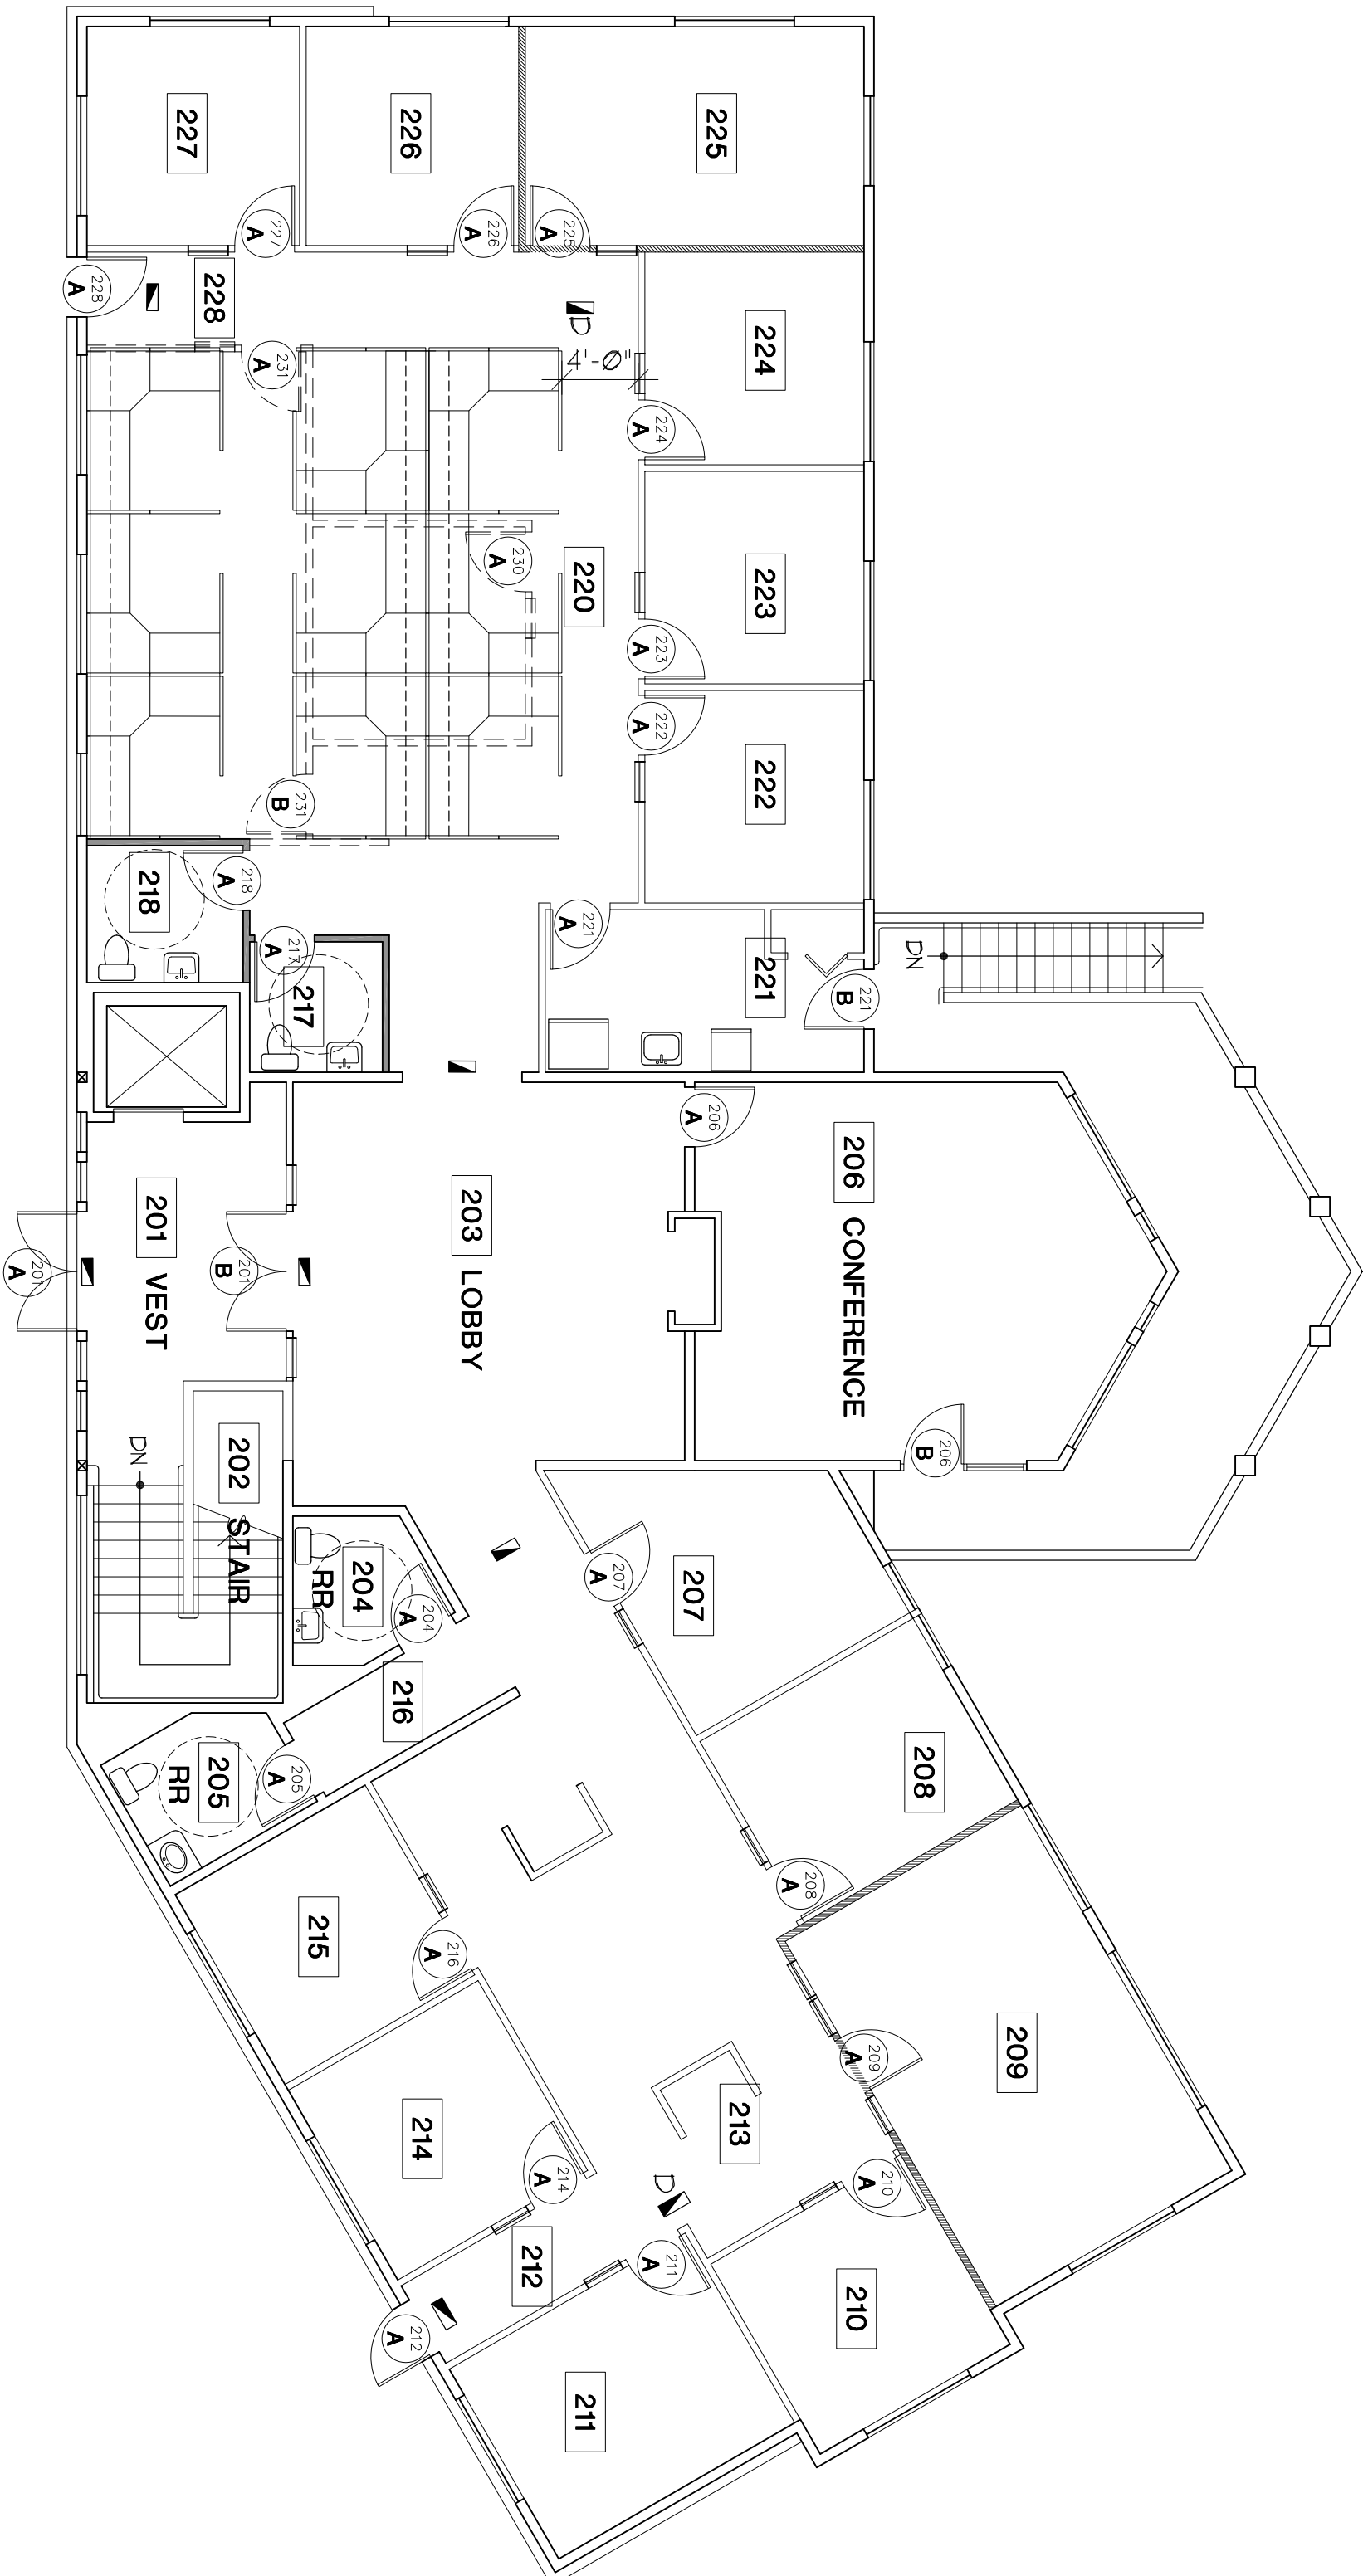 225
226
227
225
A
226
A
227
A
228
A
228
D
4'-0"
224
224
A
231
A
223
223
A
220
230
A
222
222
A
231
B
218
218
A
217
217
A
221
221
A
221
B
DN
206 CONFERENCE
206
A
206
B
203 LOBBY
201 VEST
201
A
201
B
202 STAIR
DN
204
RR
204
A
205
RR
205
A
216
207
207
A
208
208
A
209
209
A
210
210
A
211
211
A
212
212
A
213
D
214
214
A
215
216
A